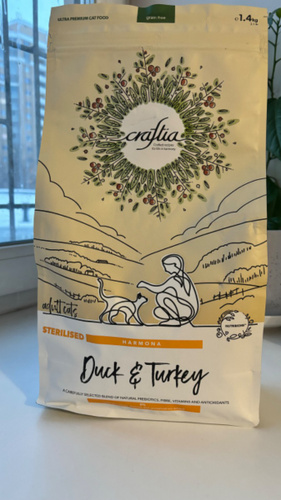 ULTRA PREMIUM CAT FOOD
grain free
1.4kg
craftia
adult cats
STERILISED
HARMONA
Duck & Turkey
A CAREFULLY SELECTED BLEND OF NATURAL PREBIOTICS, FIBRE, VITAMINS AND ANTIOXIDANTS